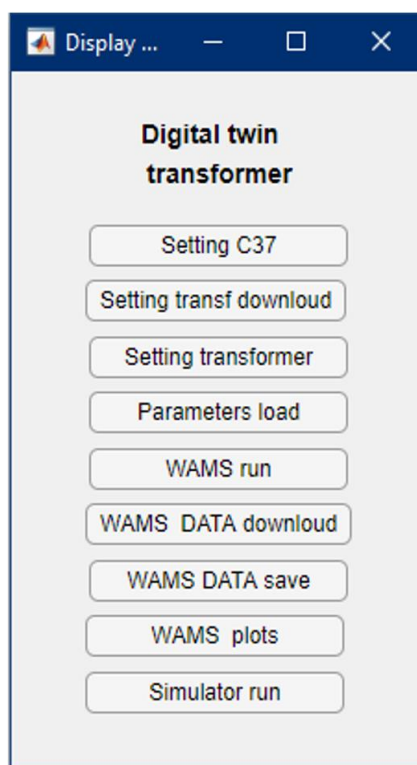 Display ...
Digital twin
transformer
Setting C37
Setting transf downloud
Setting transformer
Parameters load
WAMS run
WAMS  DATA downloud
WAMS DATA save
WAMS  plots
Simulator run